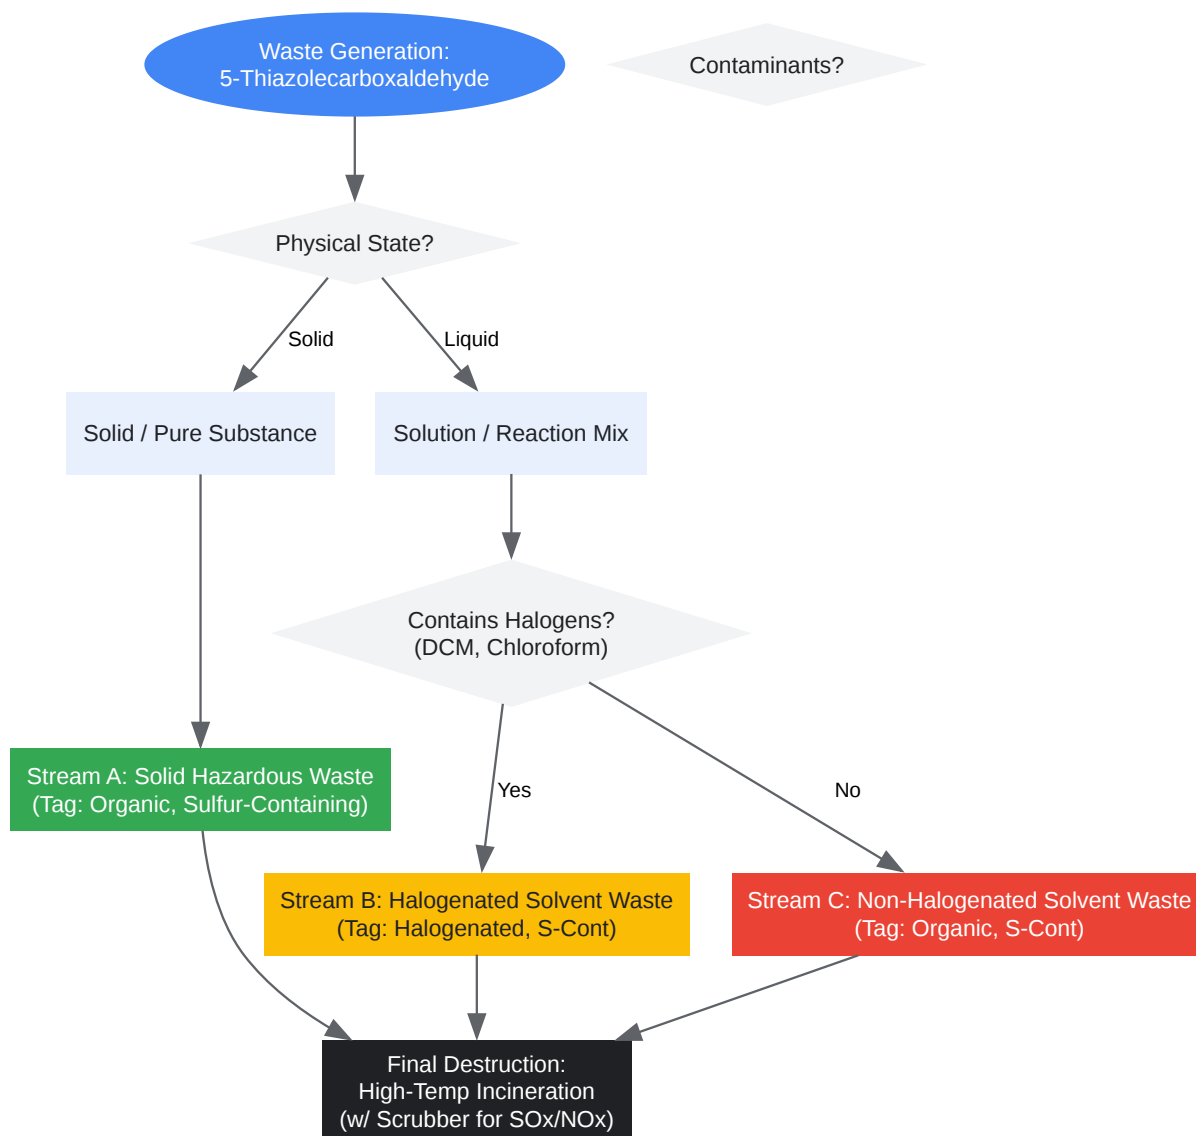 Waste Generation:
5-Thiazolecarboxaldehyde
Contaminants?
Physical State?
Solid
Liquid
Solid / Pure Substance
Solution / Reaction Mix
Contains Halogens?
(DCM, Chloroform)
Stream A: Solid Hazardous Waste
(Tag: Organic, Sulfur-Containing)
Yes
No
Stream B: Halogenated Solvent Waste
(Tag: Halogenated, S-Cont)
Stream C: Non-Halogenated Solvent Waste
(Tag: Organic, S-Cont)
Final Destruction:
High-Temp Incineration
(w/ Scrubber for SOx/NOx)